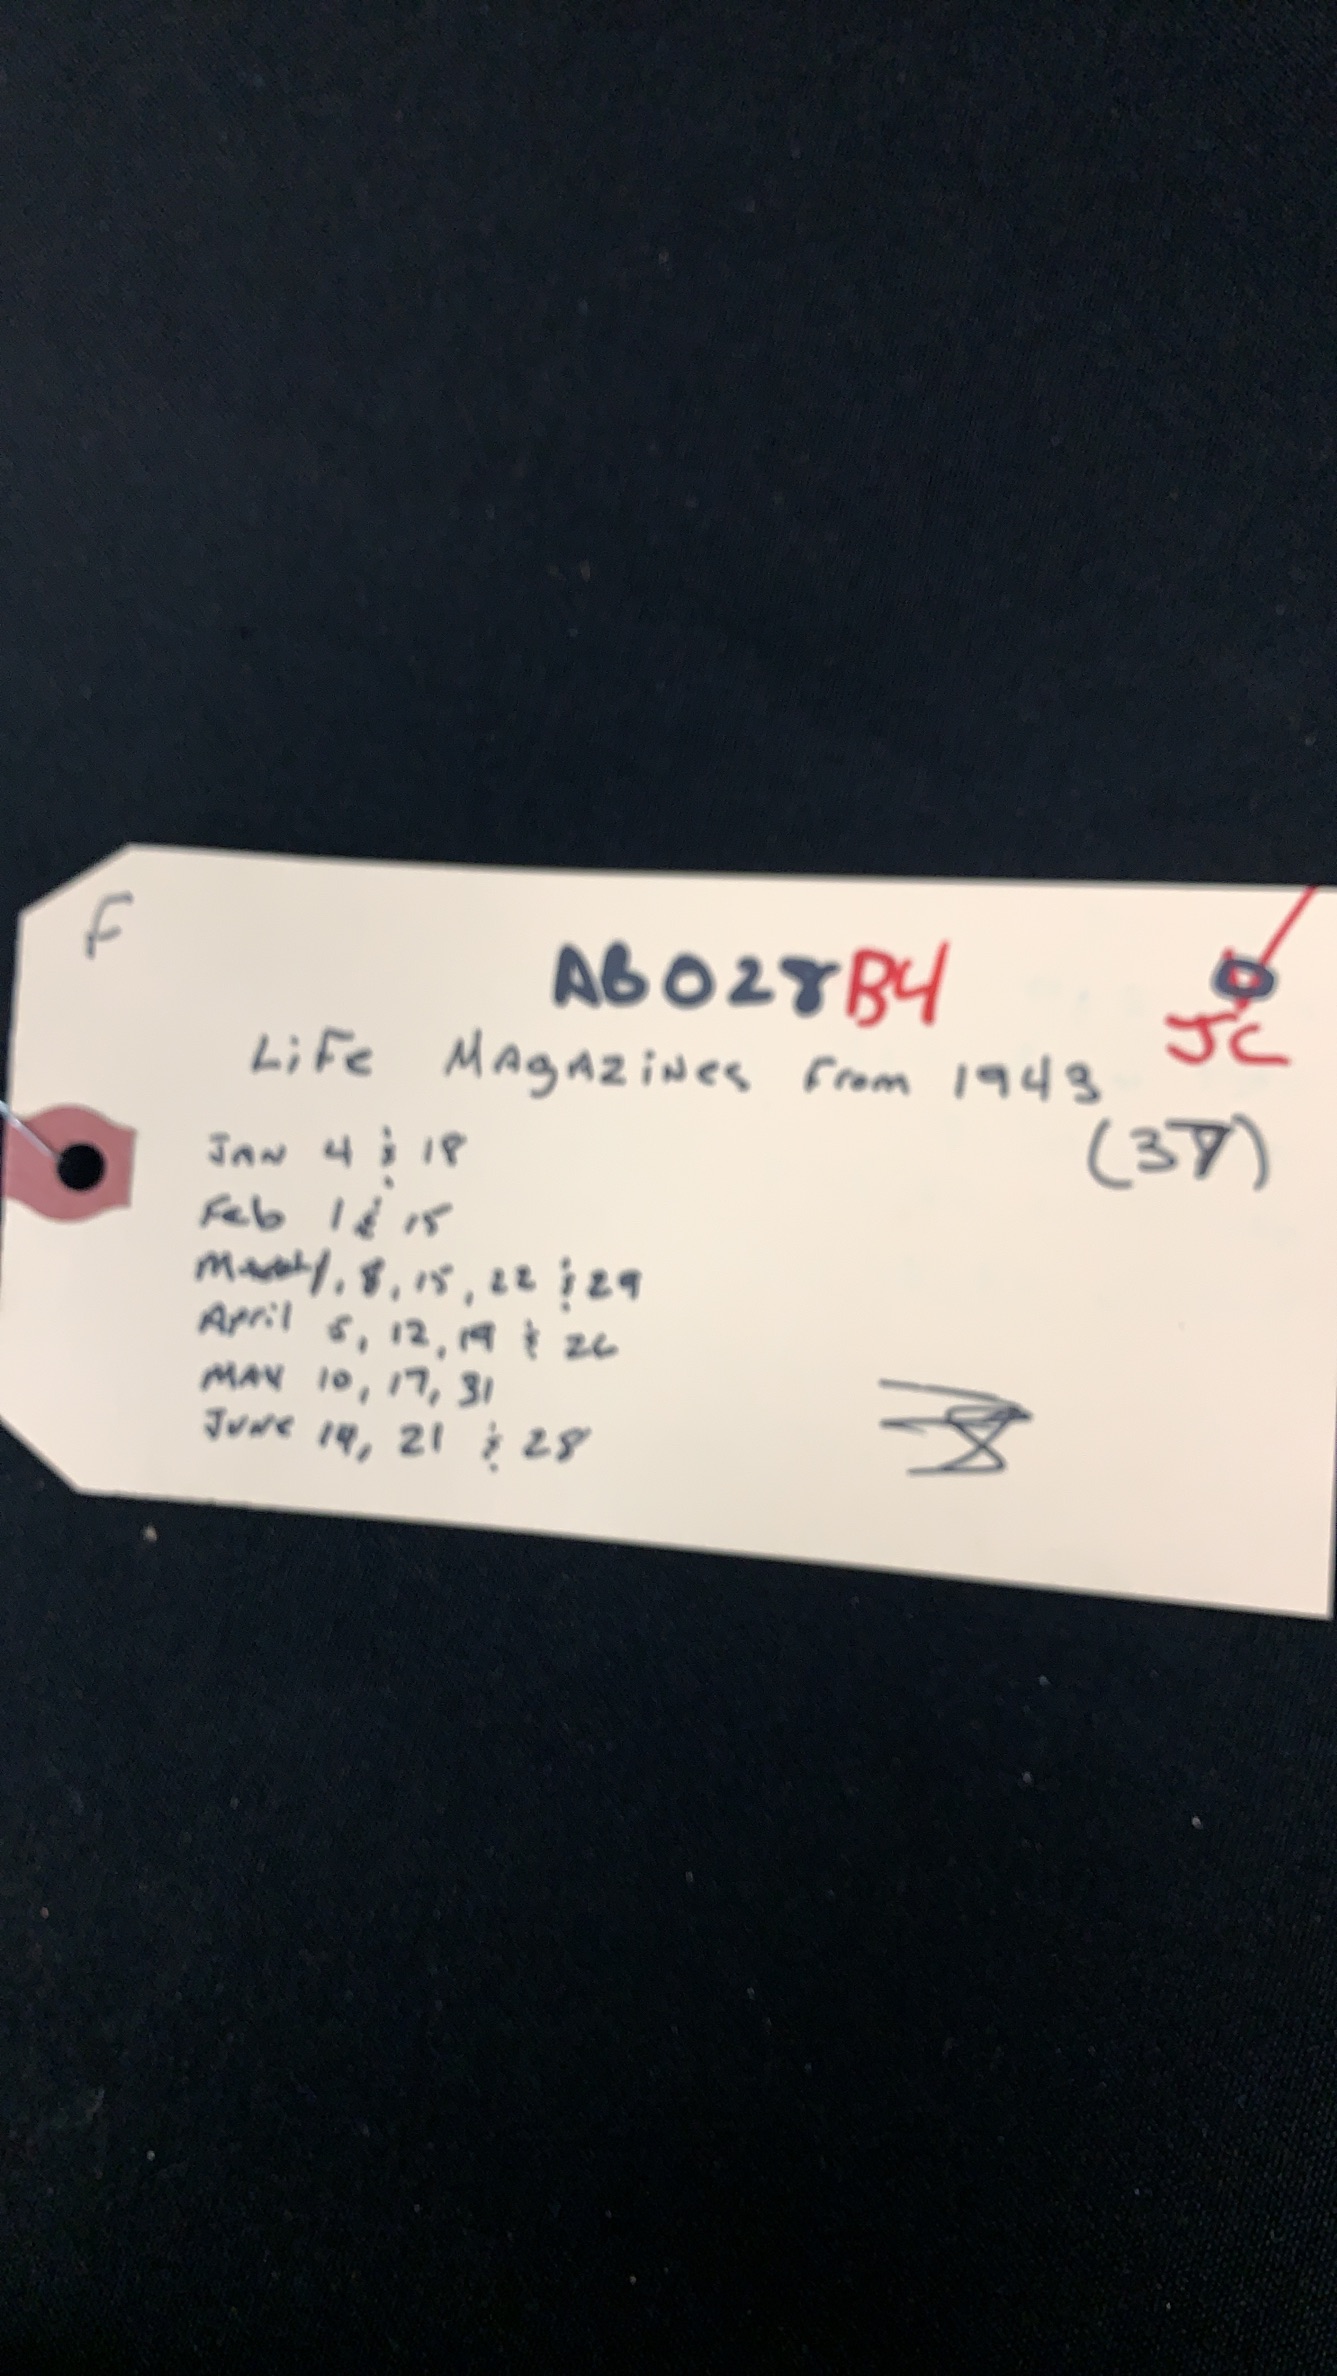 F
AB028B4
JC
LiFe MAgAZiNes From 1943
JAN 4 & 18
Feb 1 & 15
March 1, 8, 15, 22 & 29
April 5, 12, 19 & 26
MAY 10, 17, 31
JUNE 14, 21 & 28